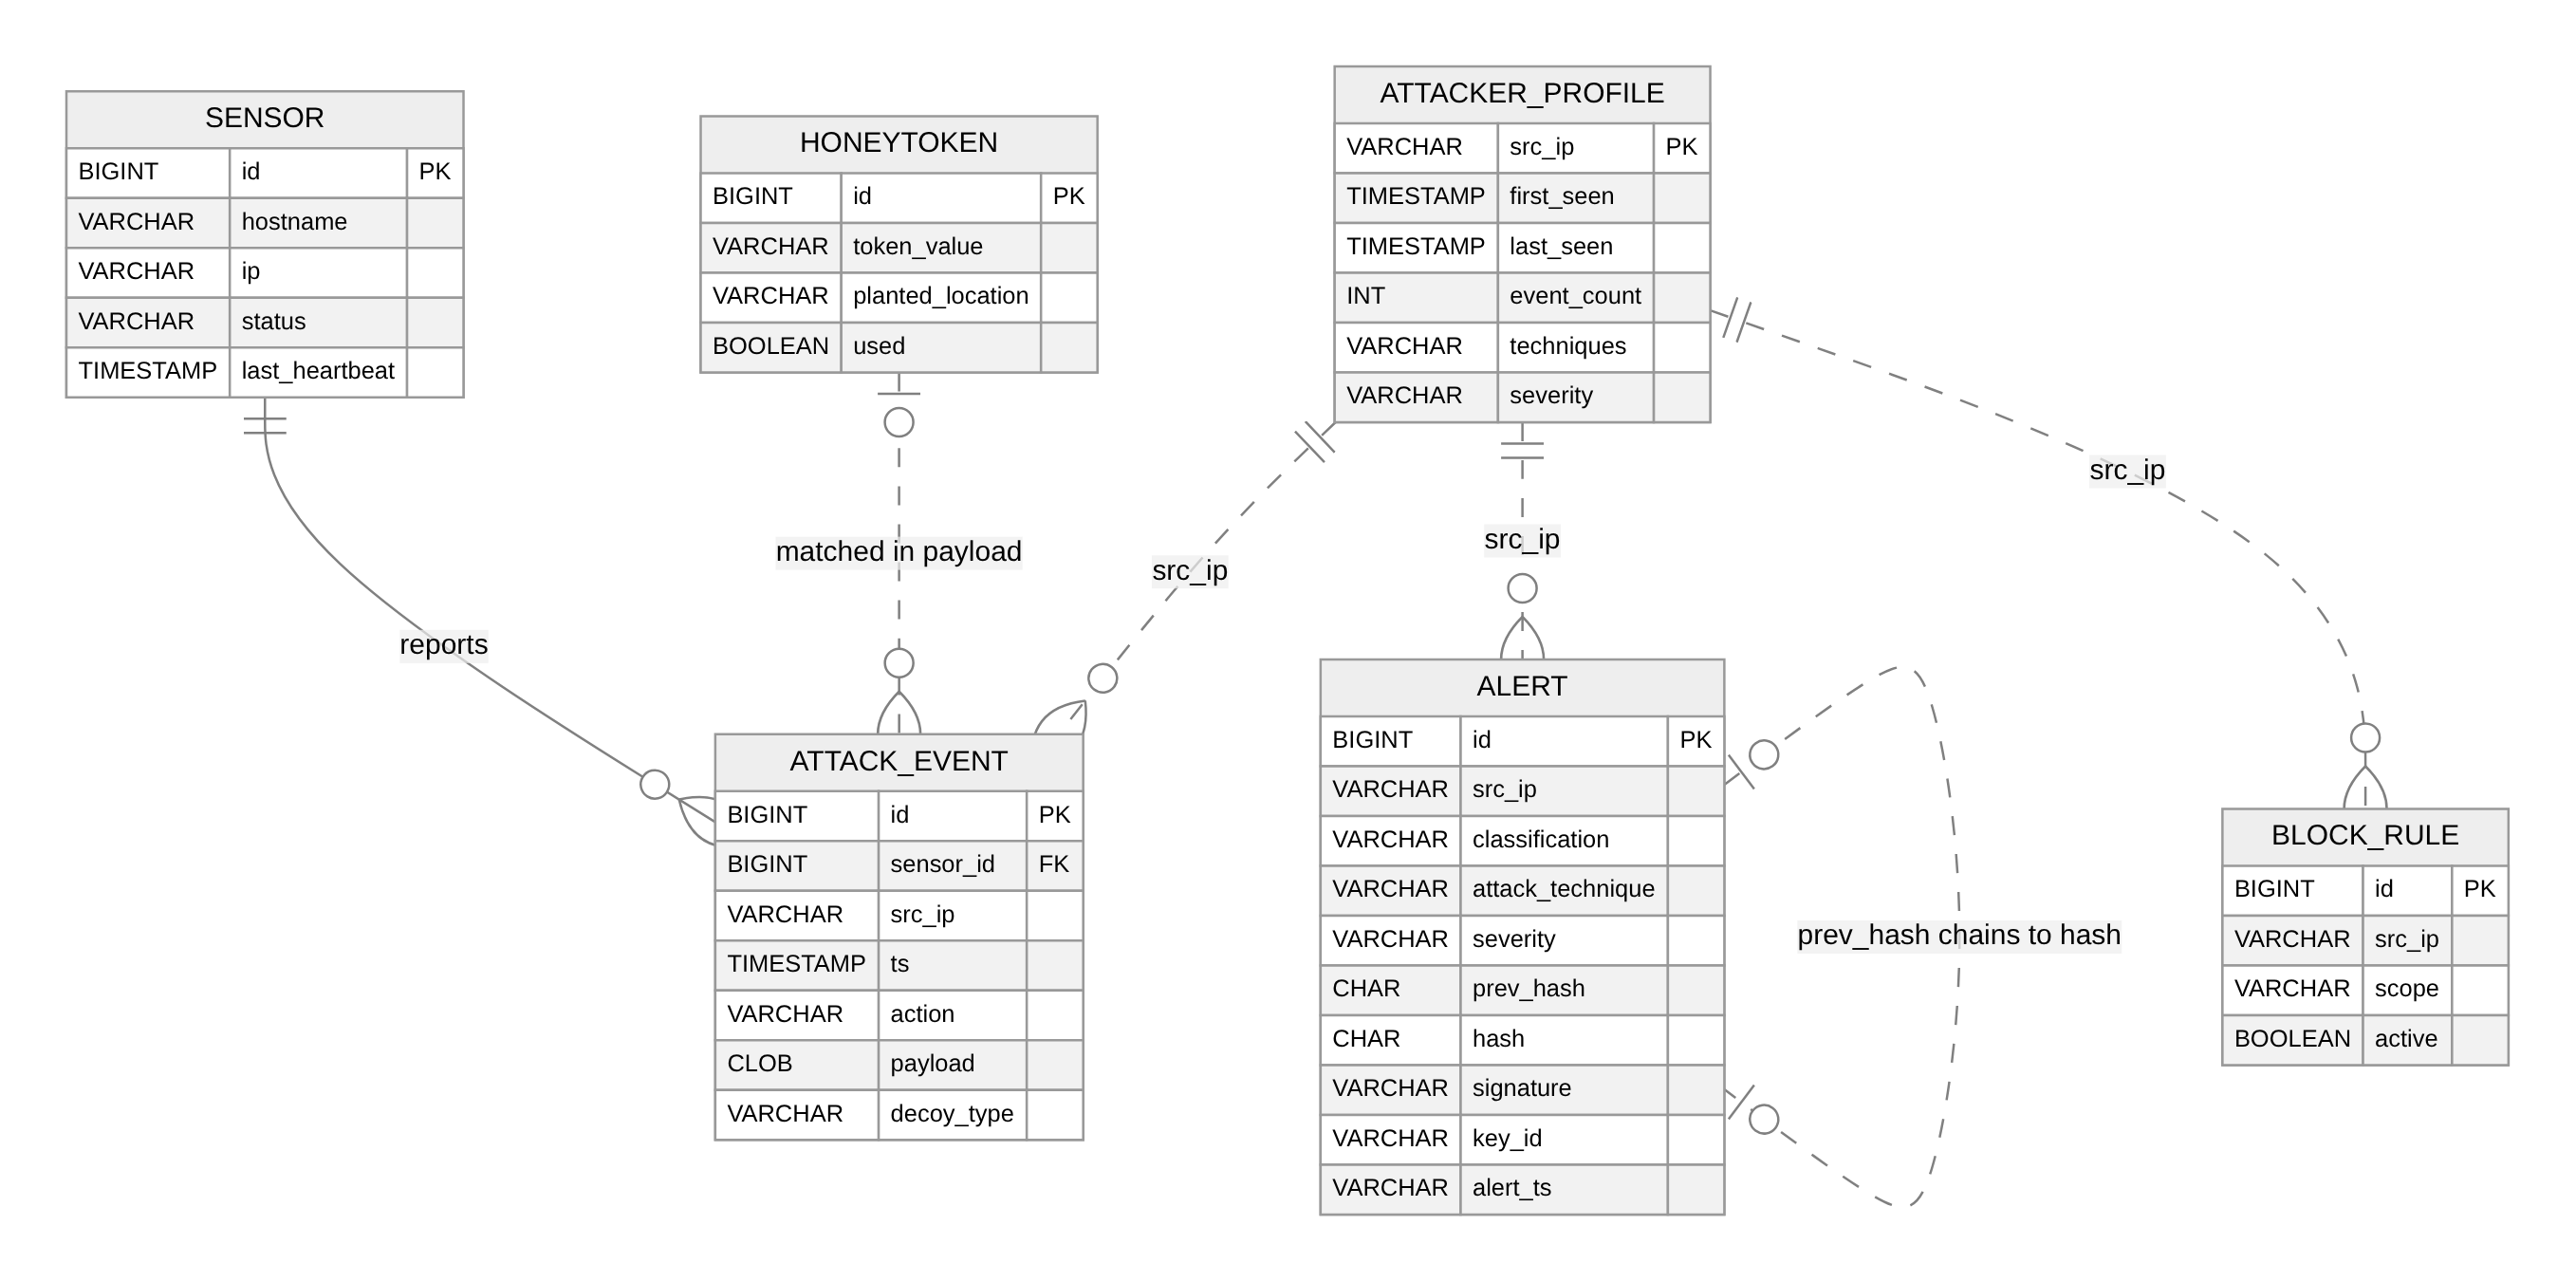 SENSOR
BIGINT id PK
VARCHAR hostname
VARCHAR ip
VARCHAR status
TIMESTAMP last_heartbeat
HONEYTOKEN
BIGINT id PK
VARCHAR token_value
VARCHAR planted_location
BOOLEAN used
ATTACKER_PROFILE
VARCHAR src_ip PK
TIMESTAMP first_seen
TIMESTAMP last_seen
INT event_count
VARCHAR techniques
VARCHAR severity
reports
matched in payload
src_ip
src_ip
src_ip
ATTACK_EVENT
BIGINT id PK
BIGINT sensor_id FK
VARCHAR src_ip
TIMESTAMP ts
VARCHAR action
CLOB payload
VARCHAR decoy_type
ALERT
BIGINT id PK
VARCHAR src_ip
VARCHAR classification
VARCHAR attack_technique
VARCHAR severity
CHAR prev_hash
CHAR hash
VARCHAR signature
VARCHAR key_id
VARCHAR alert_ts
prev_hash chains to hash
BLOCK_RULE
BIGINT id PK
VARCHAR src_ip
VARCHAR scope
BOOLEAN active